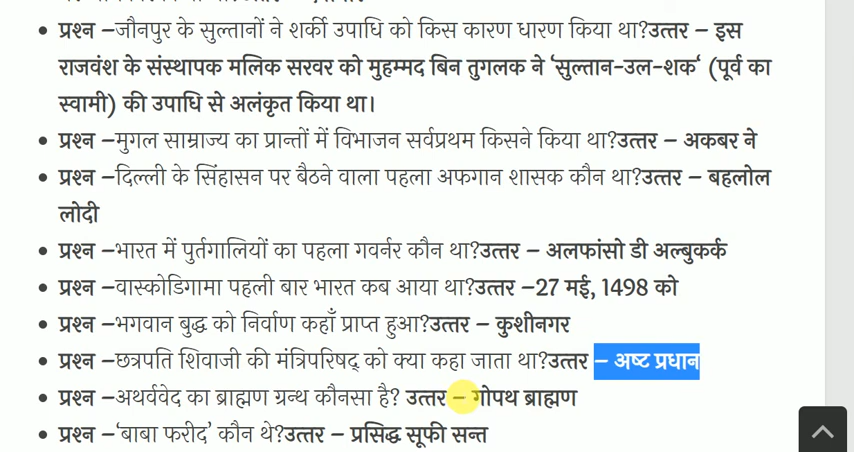 प्रश्न –जौनपुर के सुल्तानों ने शर्की उपाधि को किस कारण धारण किया था?उत्तर – इस
राजवंश के संस्थापक मलिक सरवर को मुहम्मद बिन तुगलक ने ‘सुल्तान-उल-शर्क‘ (पूर्व का
स्वामी) की उपाधि से अलंकृत किया था।
प्रश्न –मुगल साम्राज्य का प्रान्तों में विभाजन सर्वप्रथम किसने किया था?उत्तर – अकबर ने
प्रश्न –दिल्ली के सिंहासन पर बैठने वाला पहला अफगान शासक कौन था?उत्तर – बहलोल
लोदी
प्रश्न –भारत में पुर्तगालियों का पहला गवर्नर कौन था?उत्तर – अलफांसो डी अल्बुकर्क
प्रश्न –वास्कोडिगामा पहली बार भारत कब आया था?उत्तर –27 मई, 1498 को
प्रश्न –भगवान बुद्ध को निर्वाण कहाँ प्राप्त हुआ?उत्तर – कुशीनगर
प्रश्न –छत्रपति शिवाजी की मंत्रिपरिषद् को क्या कहा जाता था?उत्तर – अष्ट प्रधान
प्रश्न –अथर्ववेद का ब्राह्मण ग्रन्थ कौनसा है? उत्तर – गोपथ ब्राह्मण
प्रश्न –‘बाबा फरीद’ कौन थे?उत्तर – प्रसिद्ध सूफी सन्त